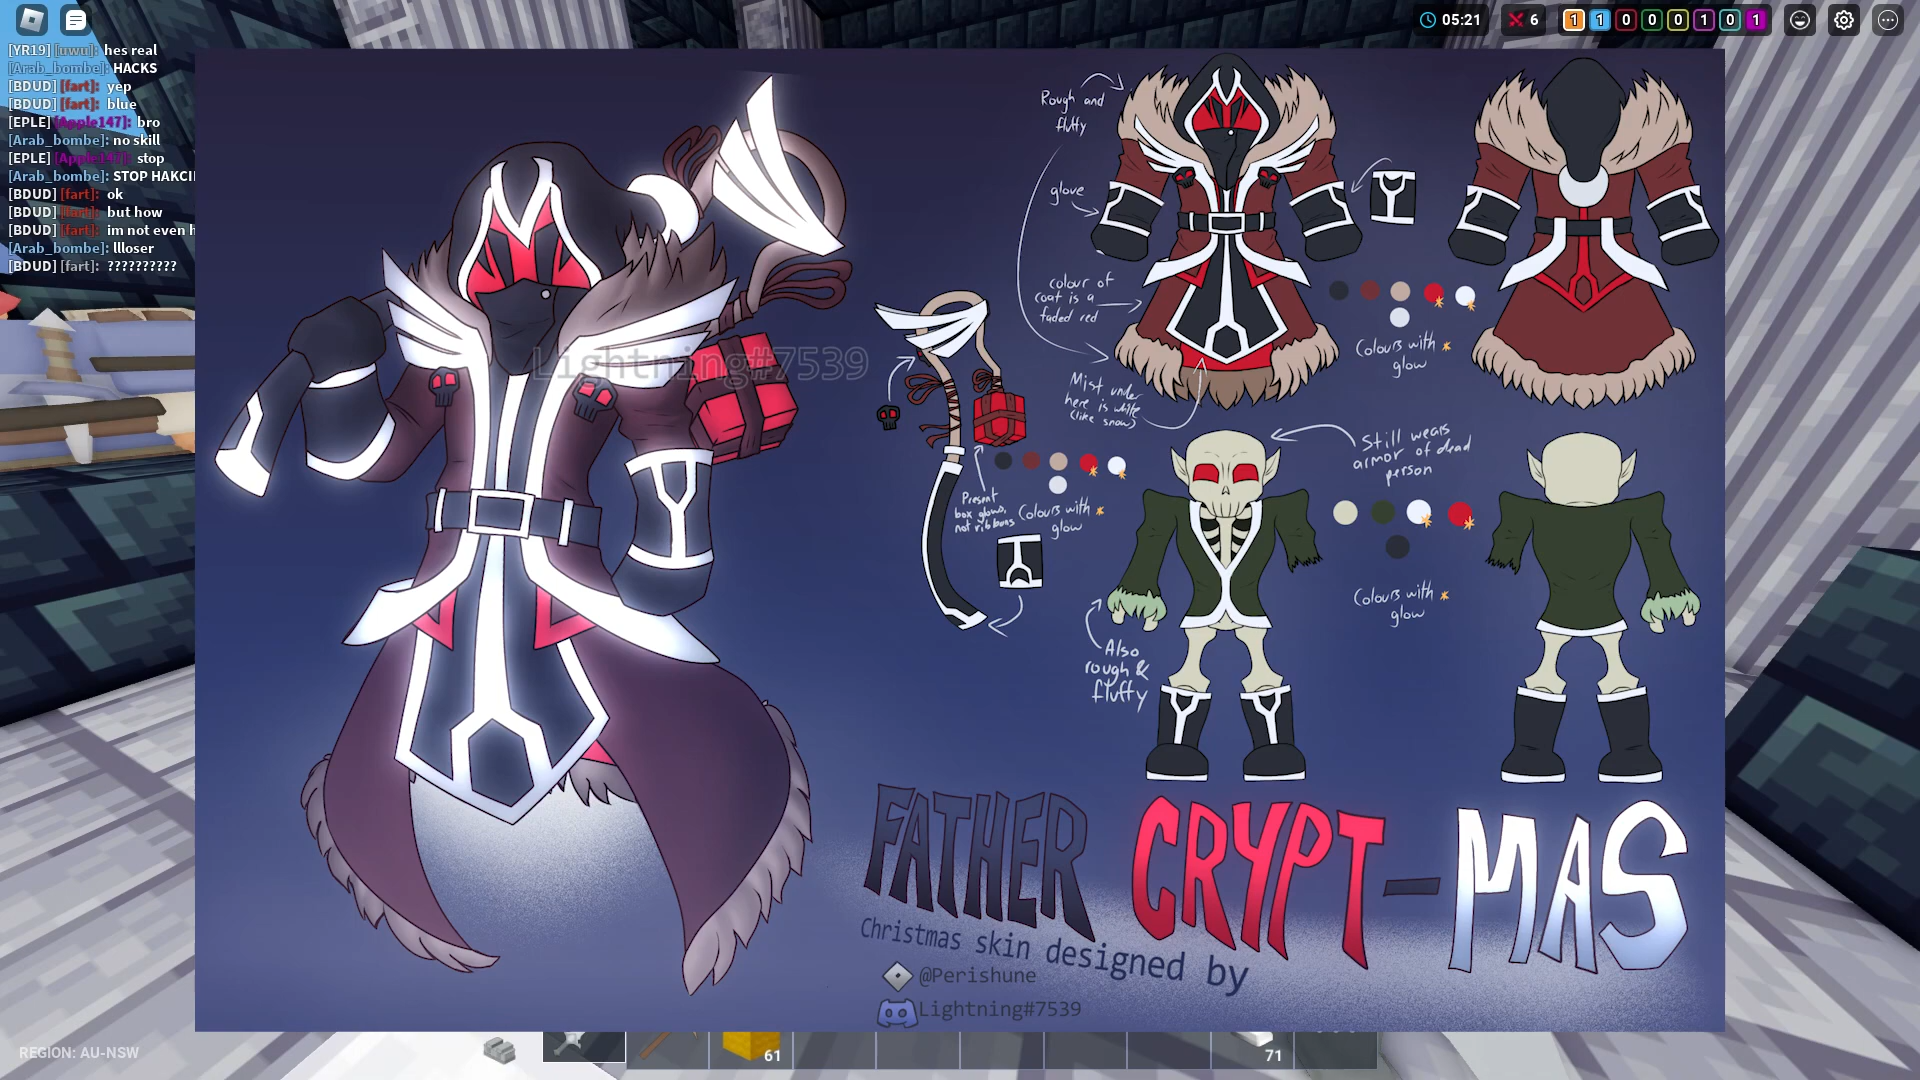 05:21
6
1 1 0 0 0 1 0 1
[YR19] [uwu]: hes real
[Arab_bombe]: HACKS
[BDUD] [fart]: yep
[BDUD] [fart]: blue
[EPLE] [Apple147]: bro
[Arab_bombe]: no skill
[EPLE] [Apple147]: stop
[Arab_bombe]: STOP HAKCI
[BDUD] [fart]: ok
[BDUD] [fart]: but how
[BDUD] [fart]: im not even h
[Arab_bombe]: llloser
[BDUD] [fart]: ??????????
Rough and
fluffy
glove
colour of
coat is a
faded red
Mist under
here is white
(like snow)
Colours with
glow
Lightning#7539
Present
box glows,
not ribbons
Colours with
glow
Still wears
armor of dead
person
Colours with
glow
Also
rough &
fluffy
FATHER CRYPT-MAS
Christmas skin designed by
@Perishune
Lightning#7539
REGION: AU-NSW
61
71